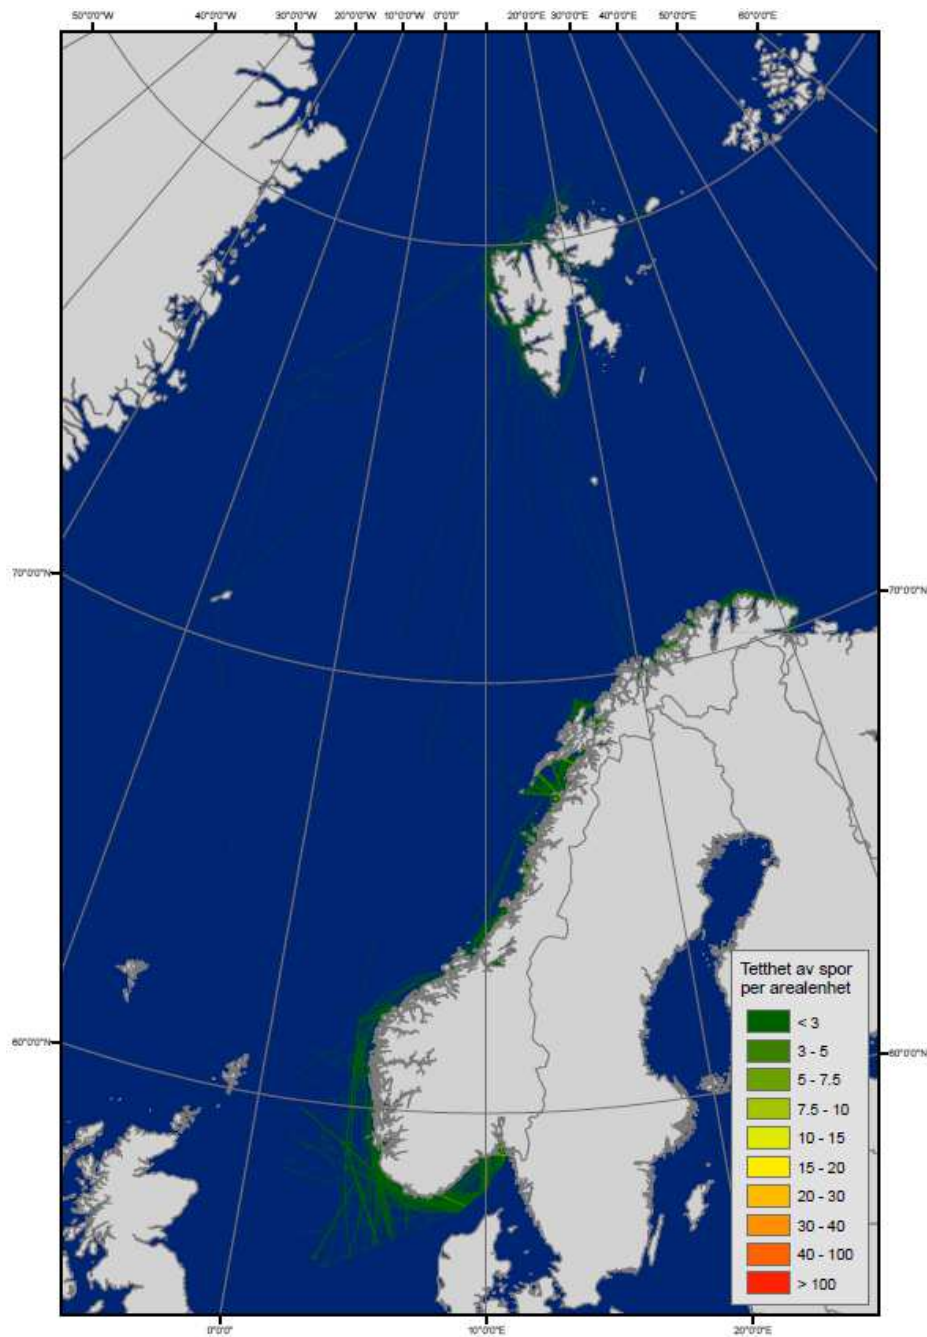 50°0'0"W 40°0'0"W 30°0'0"W 20°0'0"W 10°0'0"W 0°0'0" 20°0'0"E 30°0'0"E 40°0'0"E 50°0'0"E 60°0'0"E
70°0'0"N
70°0'0"N
60°0'0"N
60°0'0"N
Tetthet av spor
per arealenhet
< 3
3 - 5
5 - 7.5
7.5 - 10
10 - 15
15 - 20
20 - 30
30 - 40
40 - 100
> 100
0°0'0" 10°0'0"E 20°0'0"E